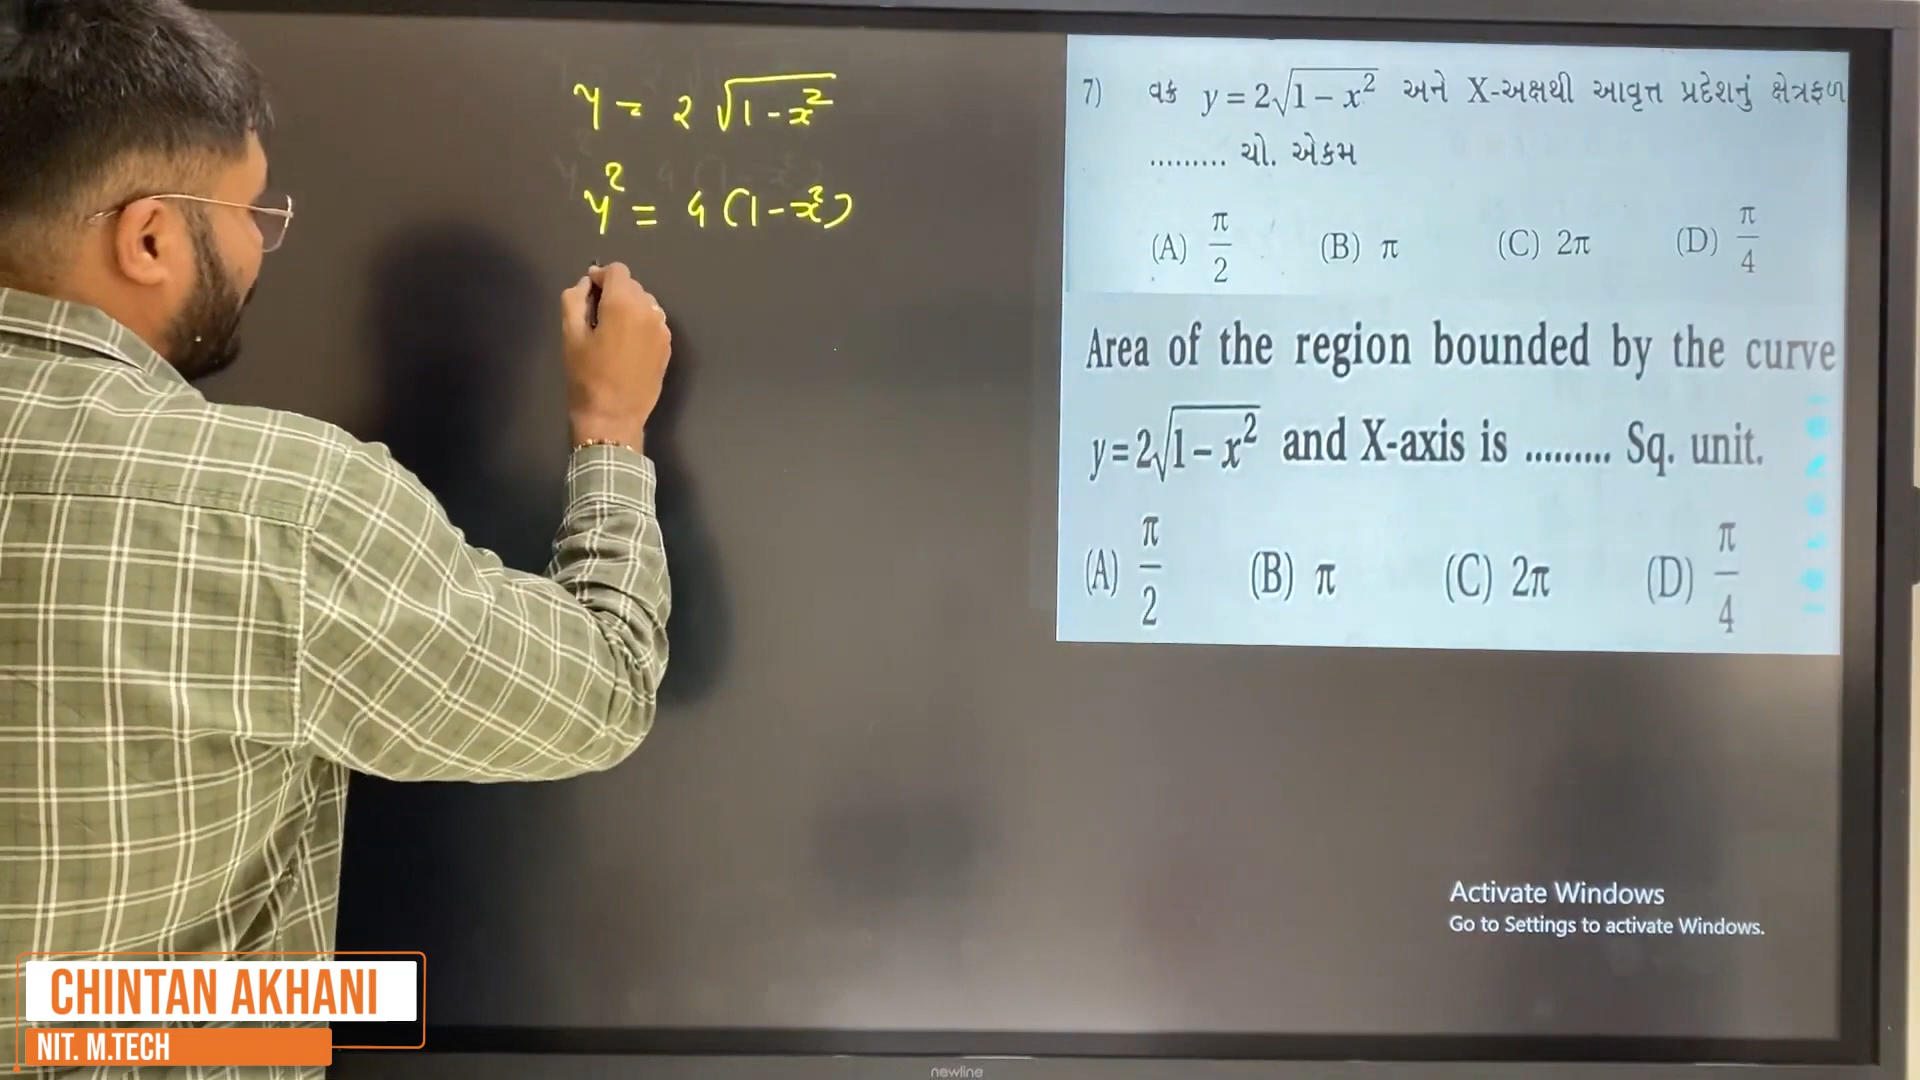 y = 2 √1-x²
y² = 4 (1-x²)
7) વક્ર y = 2√1 – x² અને X-અક્ષથી આવૃત્ત પ્રદેશનું ક્ષેત્રફળ
......... ચો. એકમ
(A) π/2 (B) π (C) 2π (D) π/4
Area of the region bounded by the curve
y=2√1– x² and X-axis is ......... Sq. unit.
(A) π/2 (B) π (C) 2π (D) π/4
Activate Windows
Go to Settings to activate Windows.
CHINTAN AKHANI
NIT. M.TECH
newline